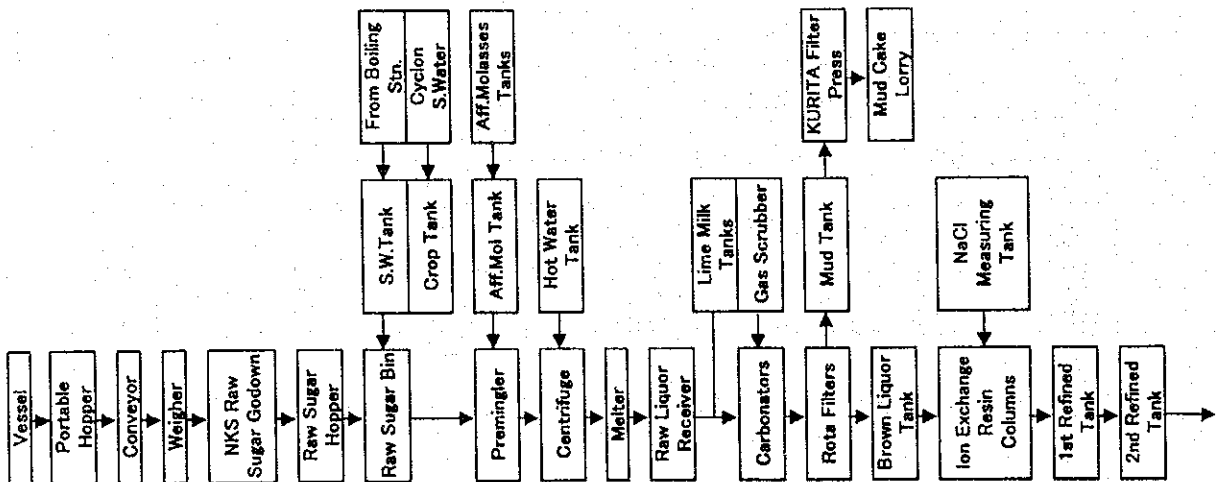 Vessel
Portable
Hopper
Conveyor
Weigher
NKS Raw
Sugar Godown
Raw Sugar
Hopper
Raw Sugar Bin
S.W.Tank
Crop Tank
From Boiling
Stn.
Cyclon
S.Water
Premingler
Aff.Mol Tank
Aff.Molasses
Tanks
Centrifuge
Hot Water
Tank
Melter
Raw Liquor
Receiver
Lime Milk
Tanks
Gas Scrubber
Carbonators
Rota Filters
Mud Tank
KURITA Filter
Press
Mud Cake
Lorry
Brown Liquor
Tank
Ion Exchange
Resin
Columns
NaCl
Measuring
Tank
1st Refined
Tank
2nd Refined
Tank